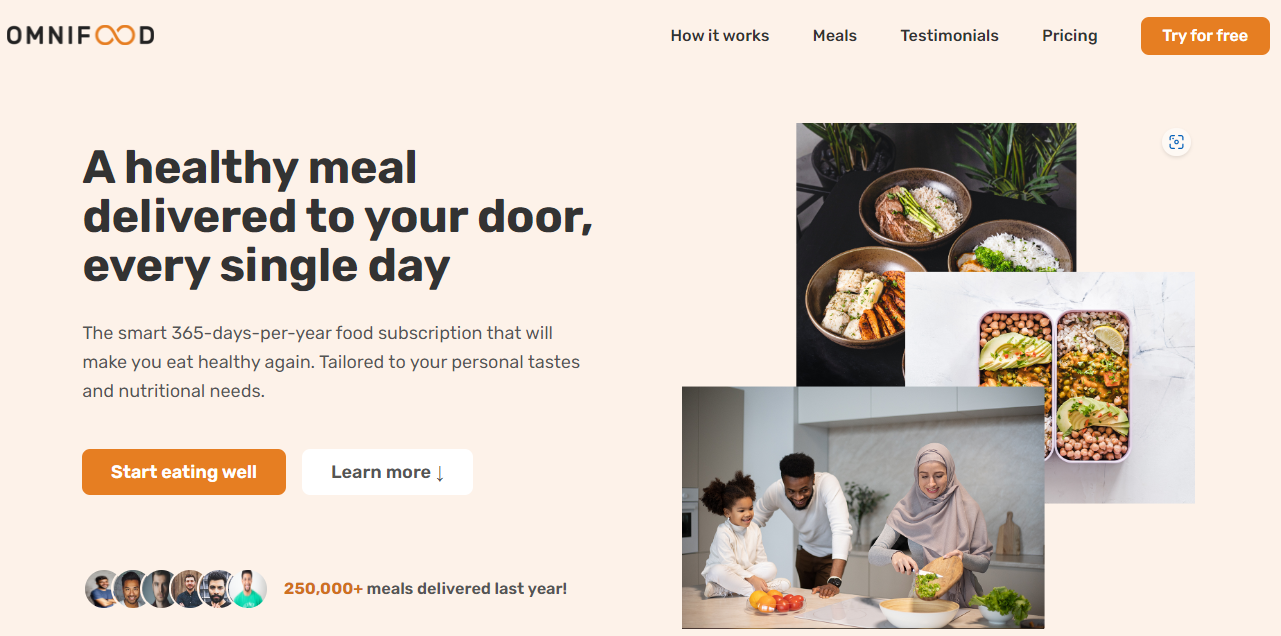 OMNIFOOD
How it works
Meals
Testimonials
Pricing
Try for free
A healthy meal
delivered to your door,
every single day
The smart 365-days-per-year food subscription that will
make you eat healthy again. Tailored to your personal tastes
and nutritional needs.
Start eating well
Learn more ↓
250,000+ meals delivered last year!